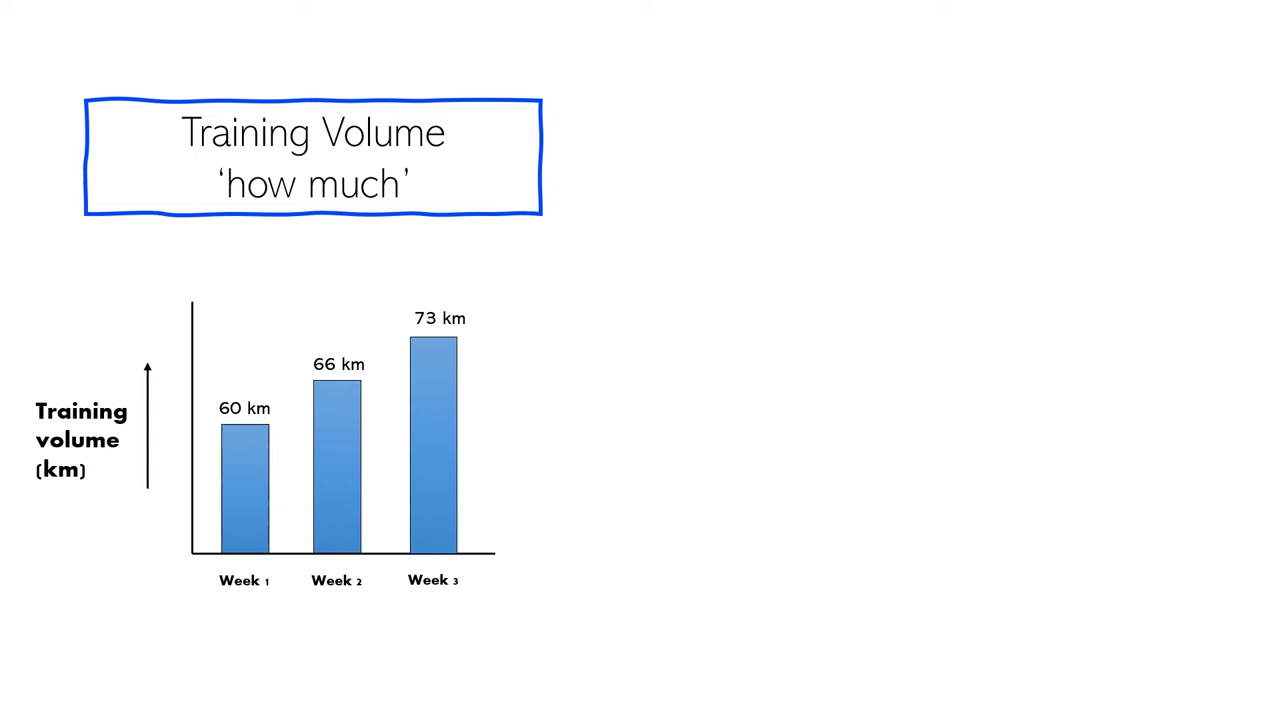 Training Volume
‘how much’
73 km
66 km
60 km
Training
volume
(km)
Week 1
Week 2
Week 3